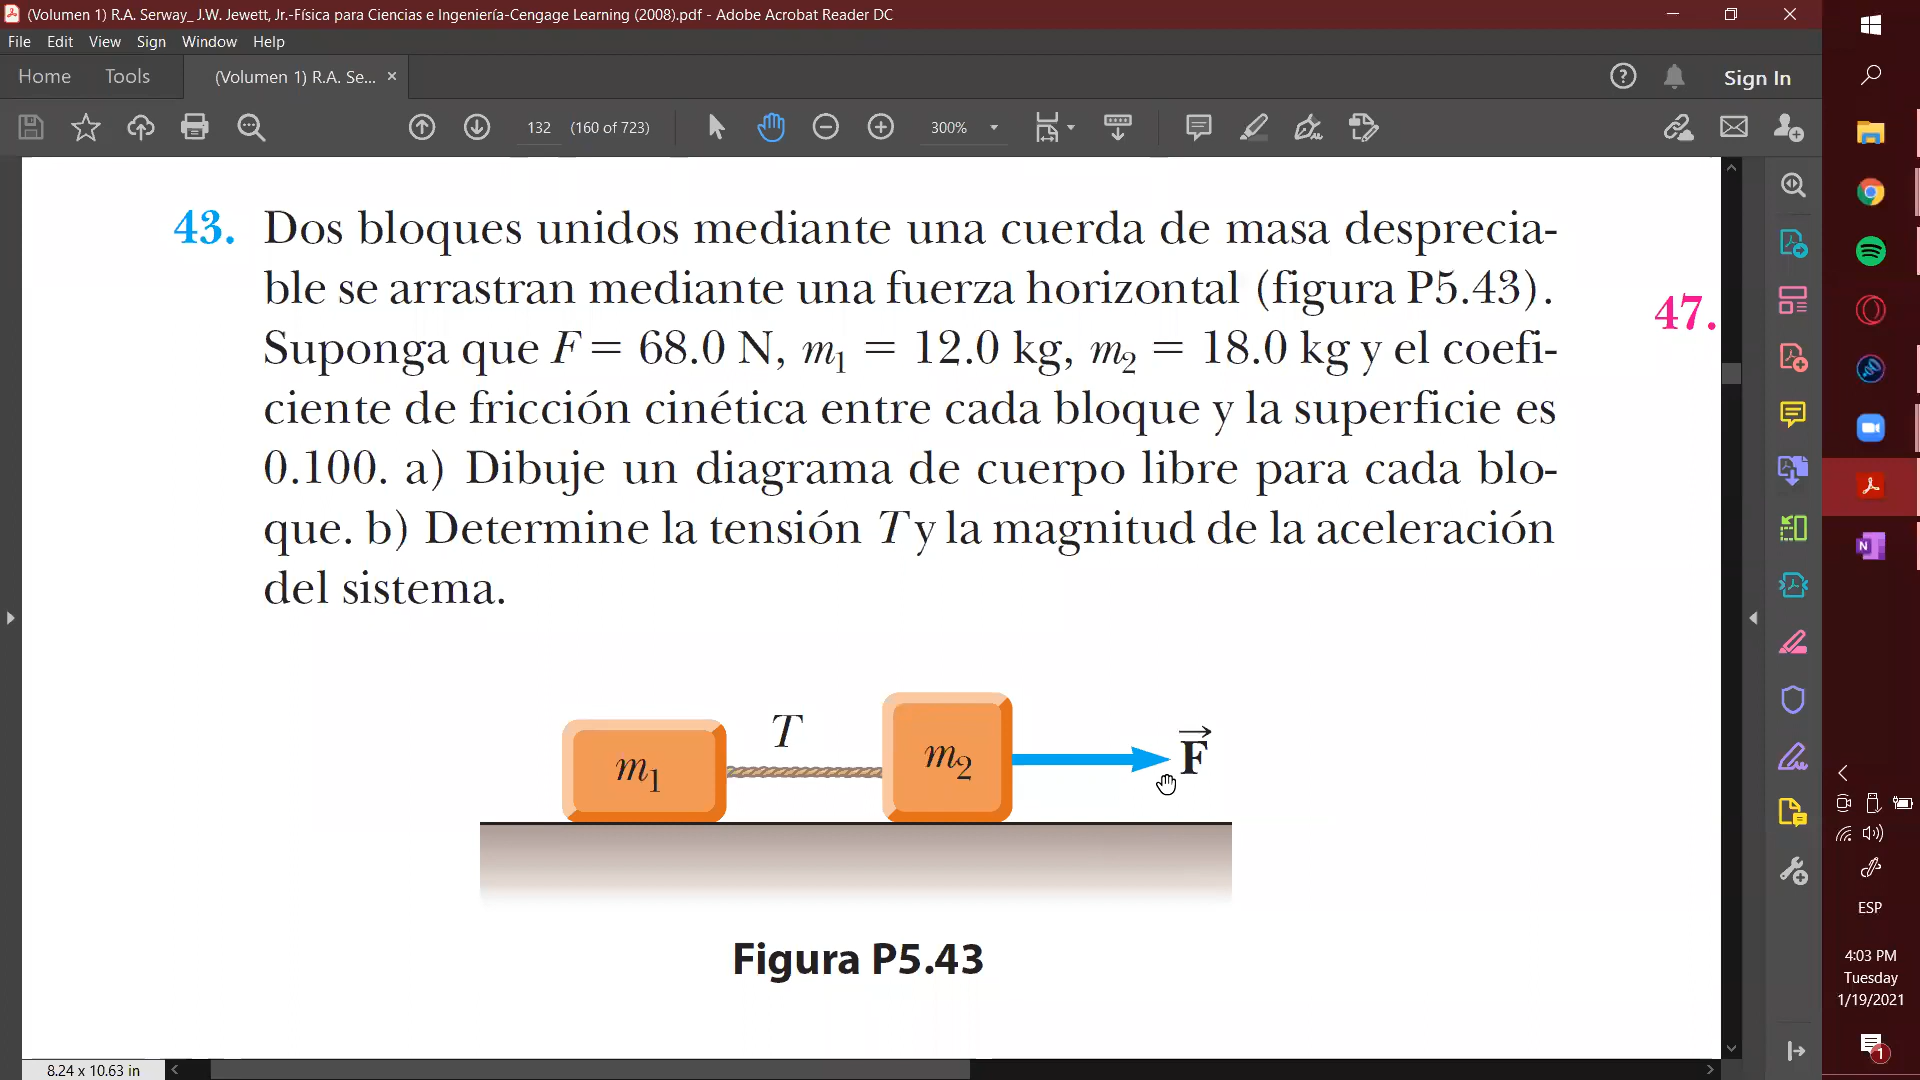 (Volumen 1) R.A. Serway_ J.W. Jewett, Jr.-Física para Ciencias e Ingeniería-Cengage Learning (2008).pdf - Adobe Acrobat Reader DC
File Edit View Sign Window Help
Home Tools (Volumen 1) R.A. Se... × Sign In
132 (160 of 723) 300%
43. Dos bloques unidos mediante una cuerda de masa desprecia-
ble se arrastran mediante una fuerza horizontal (figura P5.43).
47.
Suponga que F = 68.0 N, m1 = 12.0 kg, m2 = 18.0 kg y el coefi-
ciente de fricción cinética entre cada bloque y la superficie es
0.100. a) Dibuje un diagrama de cuerpo libre para cada blo-
que. b) Determine la tensión T y la magnitud de la aceleración
del sistema.
T
m1 m2 F
Figura P5.43
8.24 x 10.63 in
N
ESP
4:03 PM
Tuesday
1/19/2021
1